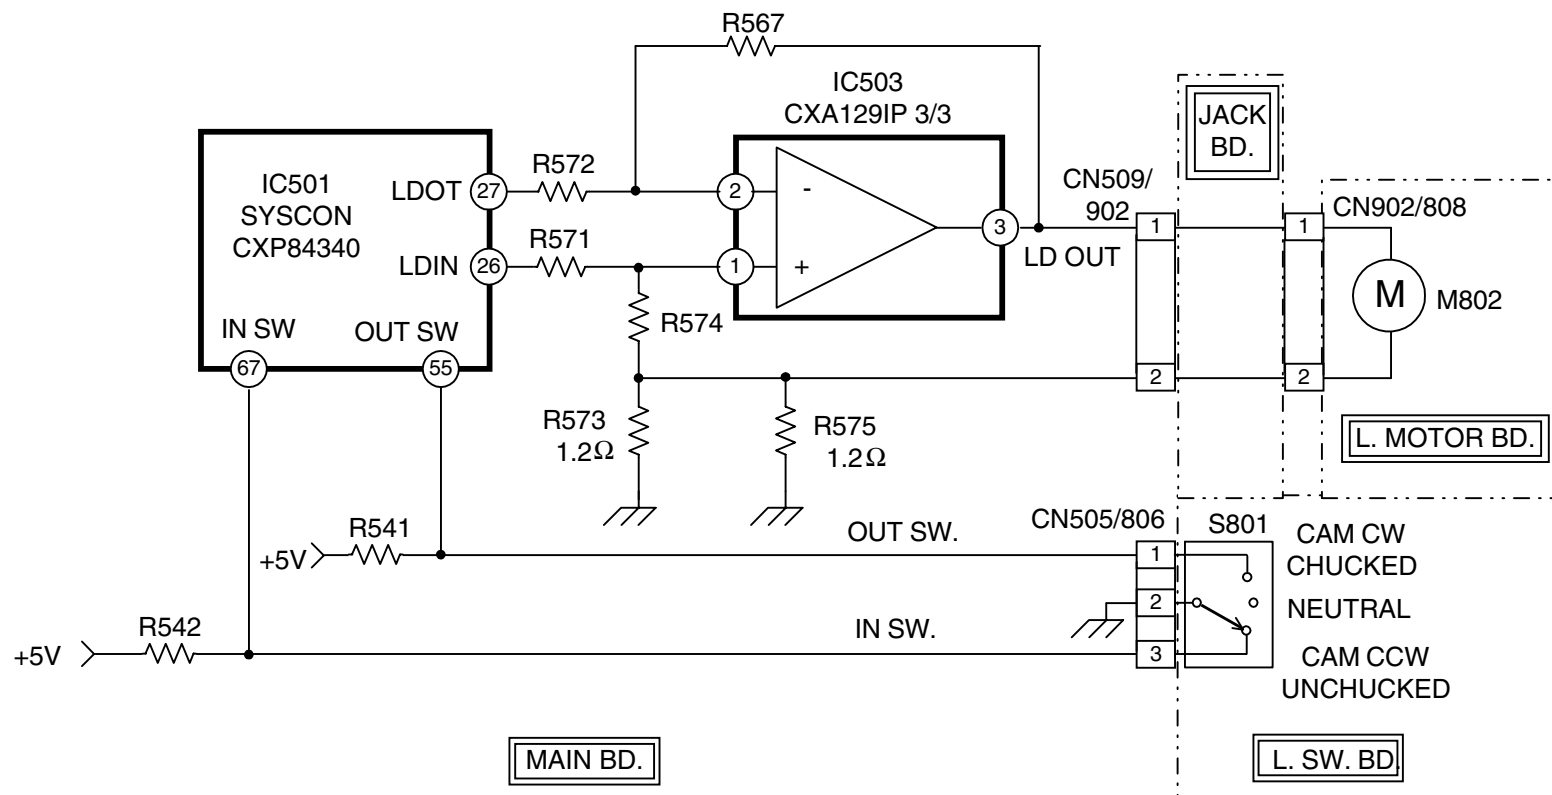 R567
IC503
CXA129IP 3/3
JACK
BD.
IC501
SYSCON
CXP84340
LDOT
27
R572
2
-
LDIN
26
R571
1
+
3
LD OUT
CN509/
902
1
1
CN902/808
M
M802
R574
IN SW
OUT SW
67
55
2
2
R573
1.2Ω
R575
1.2Ω
L. MOTOR BD.
R541
+5V
OUT SW.
CN505/806
S801
1
2
3
CAM CW
CHUCKED
NEUTRAL
CAM CCW
UNCHUCKED
R542
+5V
IN SW.
MAIN BD.
L. SW. BD.